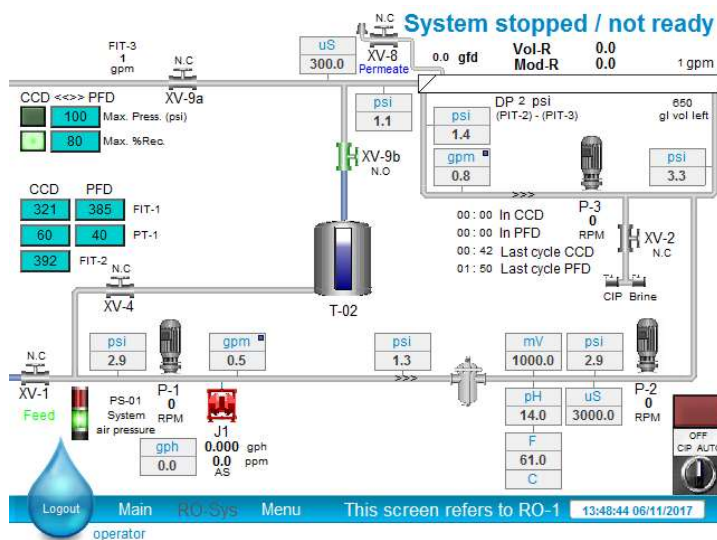 System stopped / not ready
FIT-3
1
gpm
N.C
XV-9a
uS
300.0
N.C
XV-8
Permeate
0.0 gfd
Vol-R 0.0
Mod-R 0.0
1 gpm
CCD <<>> PFD
100 Max. Press. (psi)
80 Max. %Rec.
psi
1.1
DP 2 psi
(PIT-2) - (PIT-3)
650
gl vol left
psi
1.4
gpm
0.8
psi
3.3
XV-9b
N.O
>>>
P-3
0
RPM
CCD PFD
321 385 FIT-1
60 40 PT-1
392 FIT-2
00:00 In CCD
00:00 In PFD
00:42 Last cycle CCD
01:50 Last cycle PFD
XV-2
N.C
CIP Brine
N.C
XV-4
T-02
N.C
XV-1
Feed
psi
2.9
P-1
0
RPM
gpm
0.5
psi
1.3
>>>
mV
1000.0
psi
2.9
P-2
0
RPM
PS-01
System
air pressure
J1
0.000 gph
0.0 ppm
AS
gph
0.0
pH
14.0
uS
3000.0
F
61.0
C
OFF
CIP AUTO
Logout
Main
RO-Sys
Menu
This screen refers to RO-1
13:48:44 06/11/2017
operator